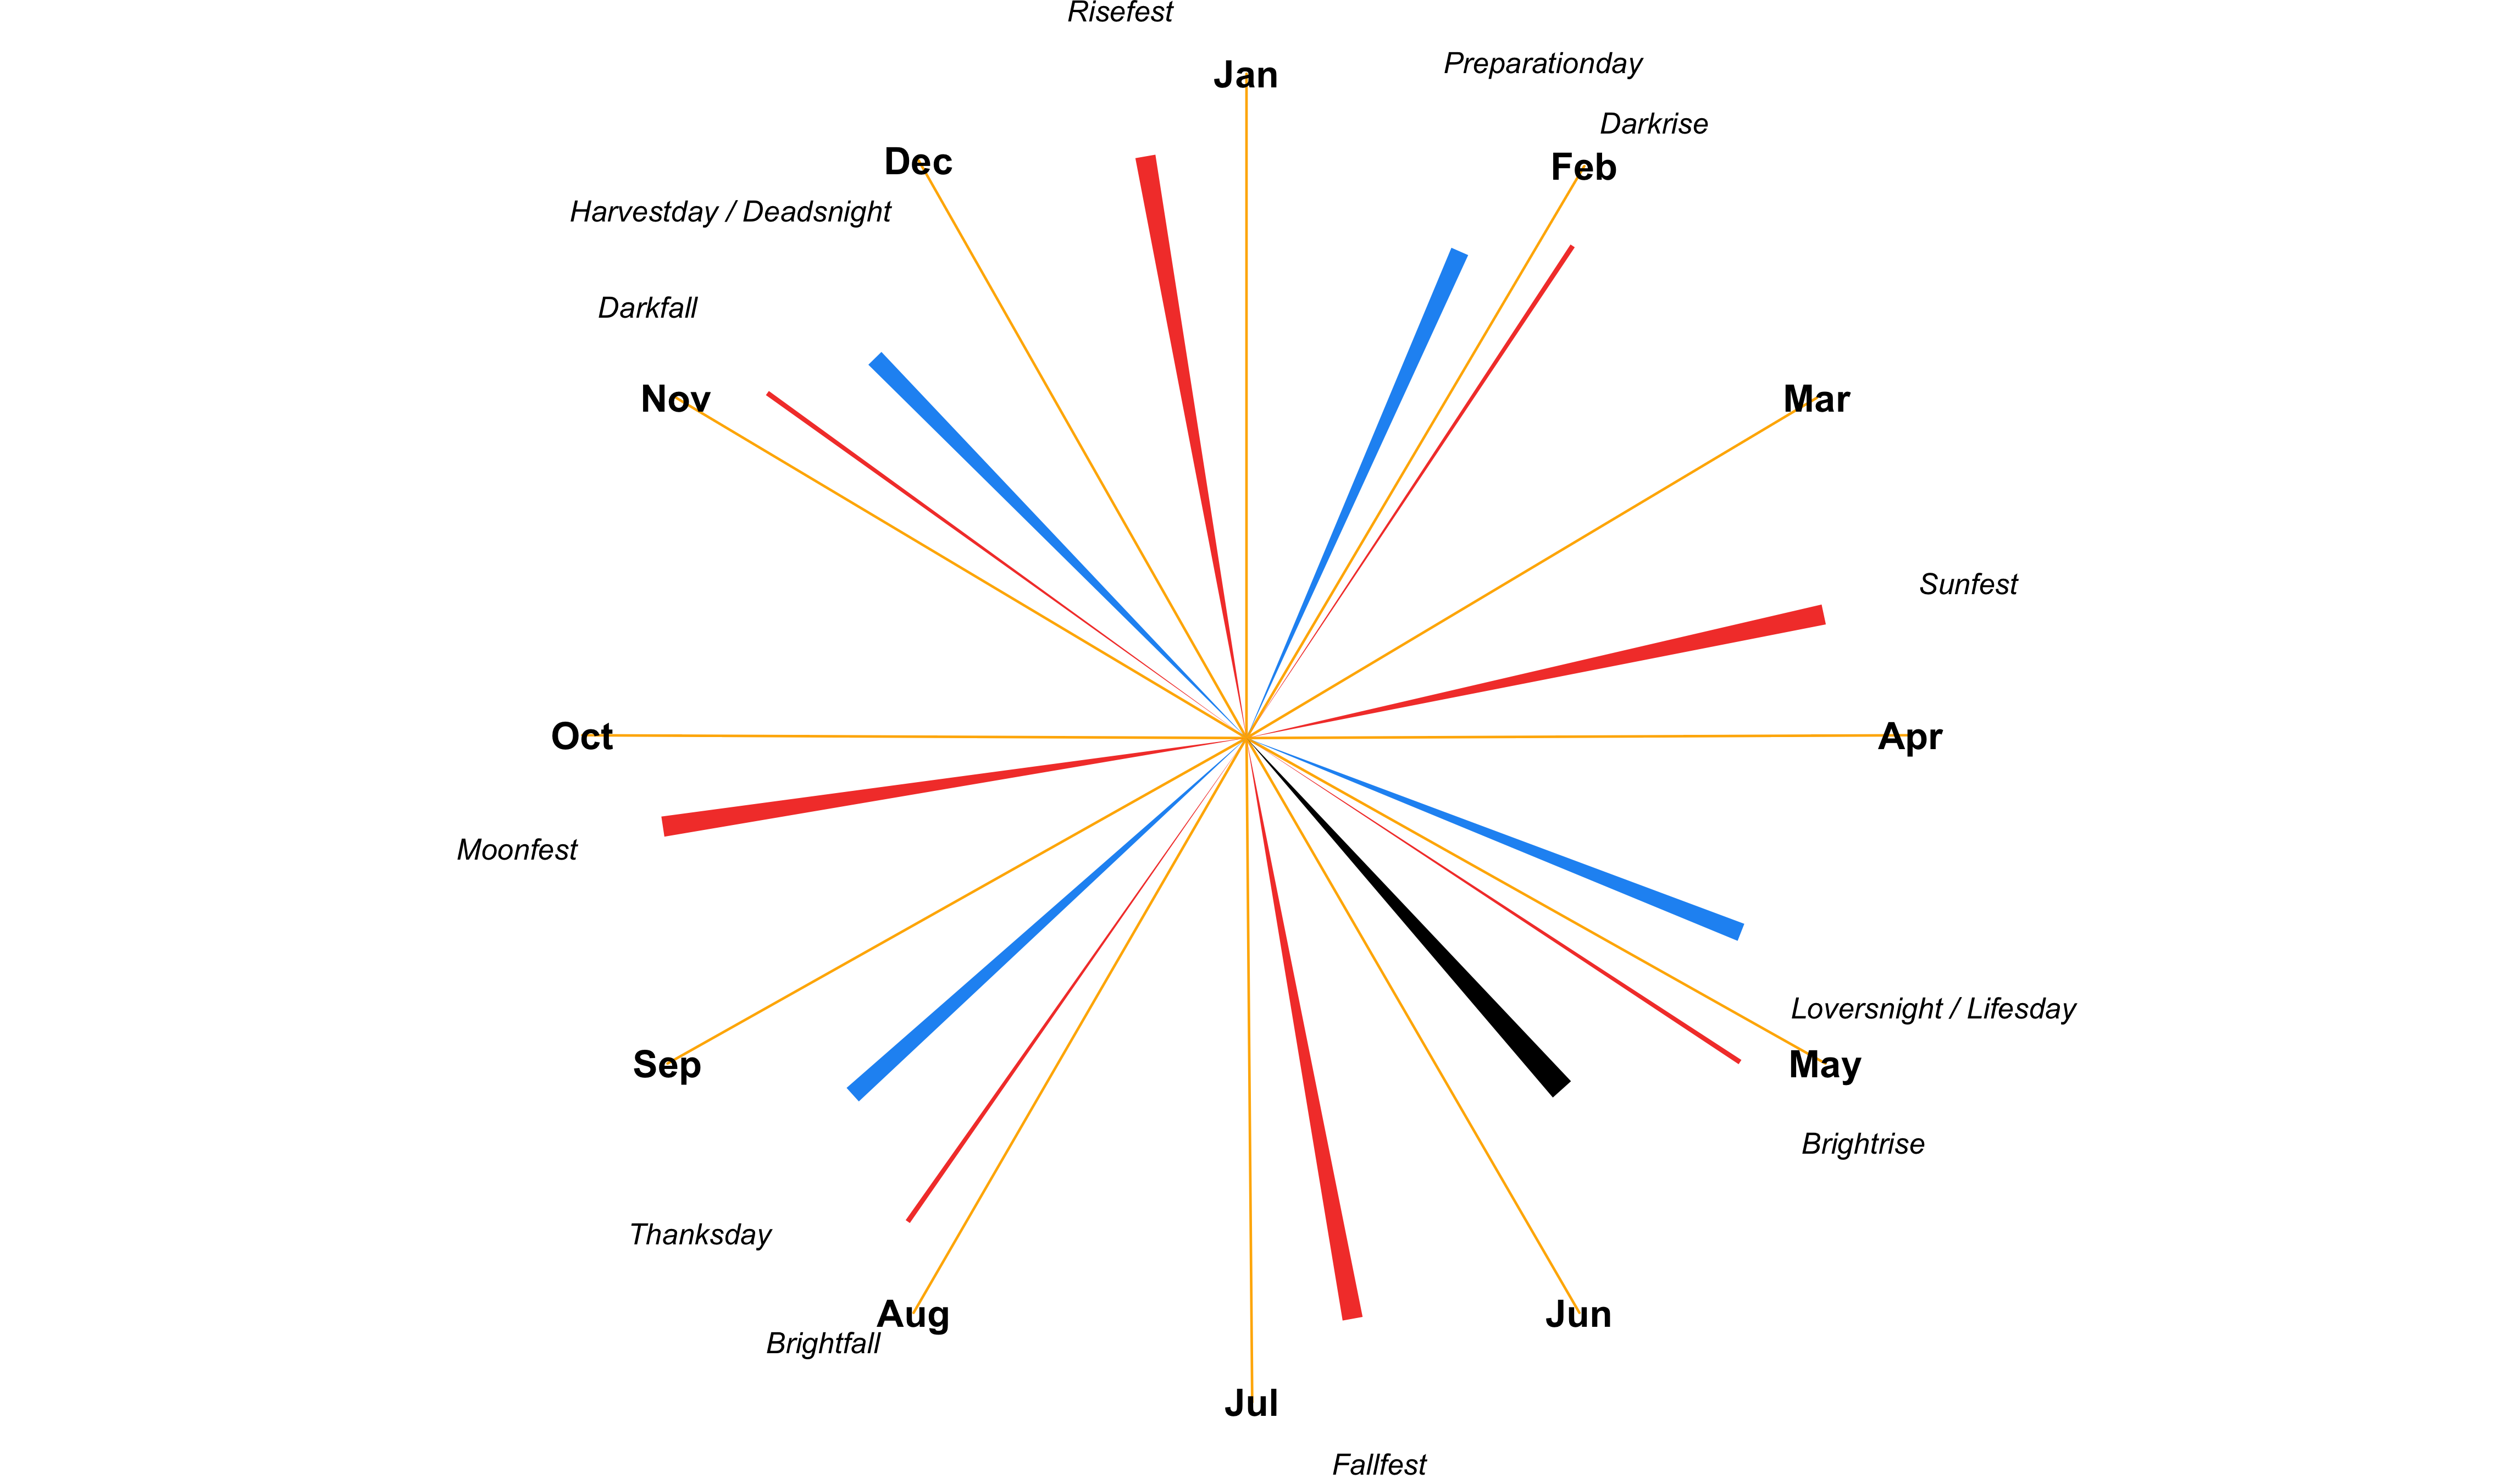 Risefest
Jan
Preparationday
Darkrise
Dec
Feb
Harvestday / Deadsnight
Darkfall
Nov
Mar
Sunfest
Oct
Apr
Moonfest
Loversnight / Lifesday
Sep
May
Brightrise
Thanksday
Aug
Jun
Brightfall
Jul
Fallfest